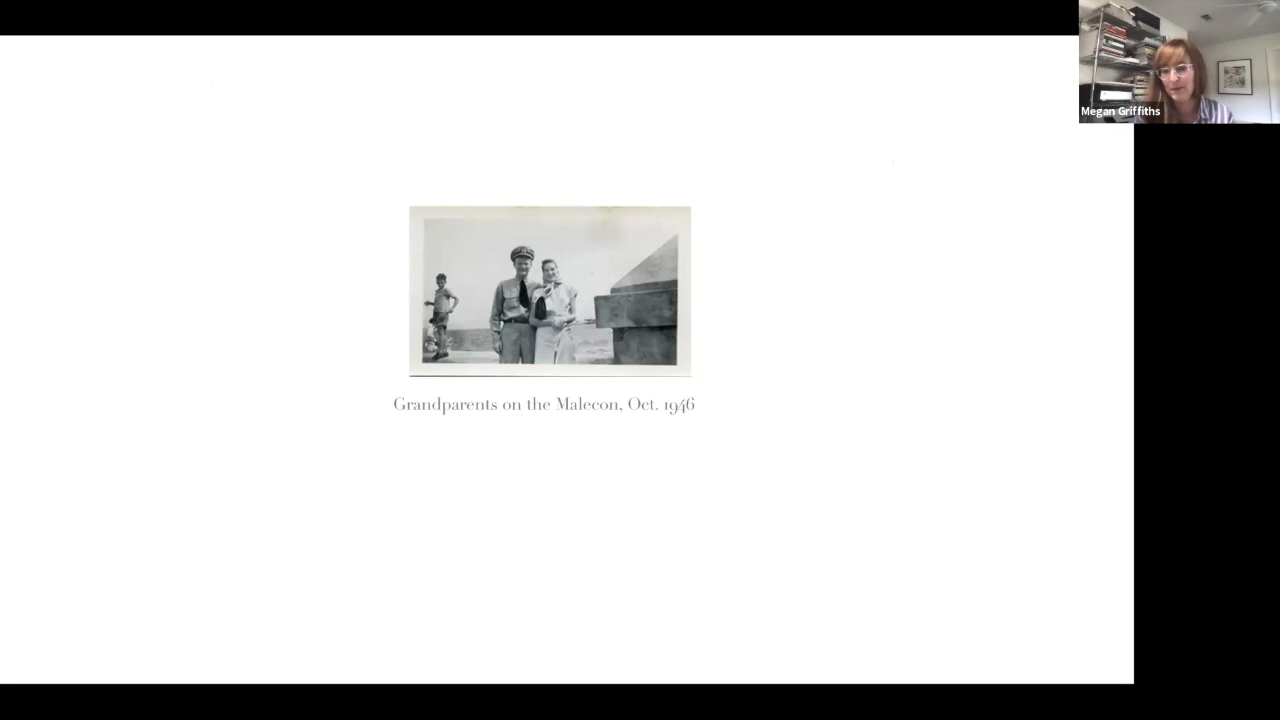 Megan Griffiths
Grandparents on the Malecon, Oct. 1946